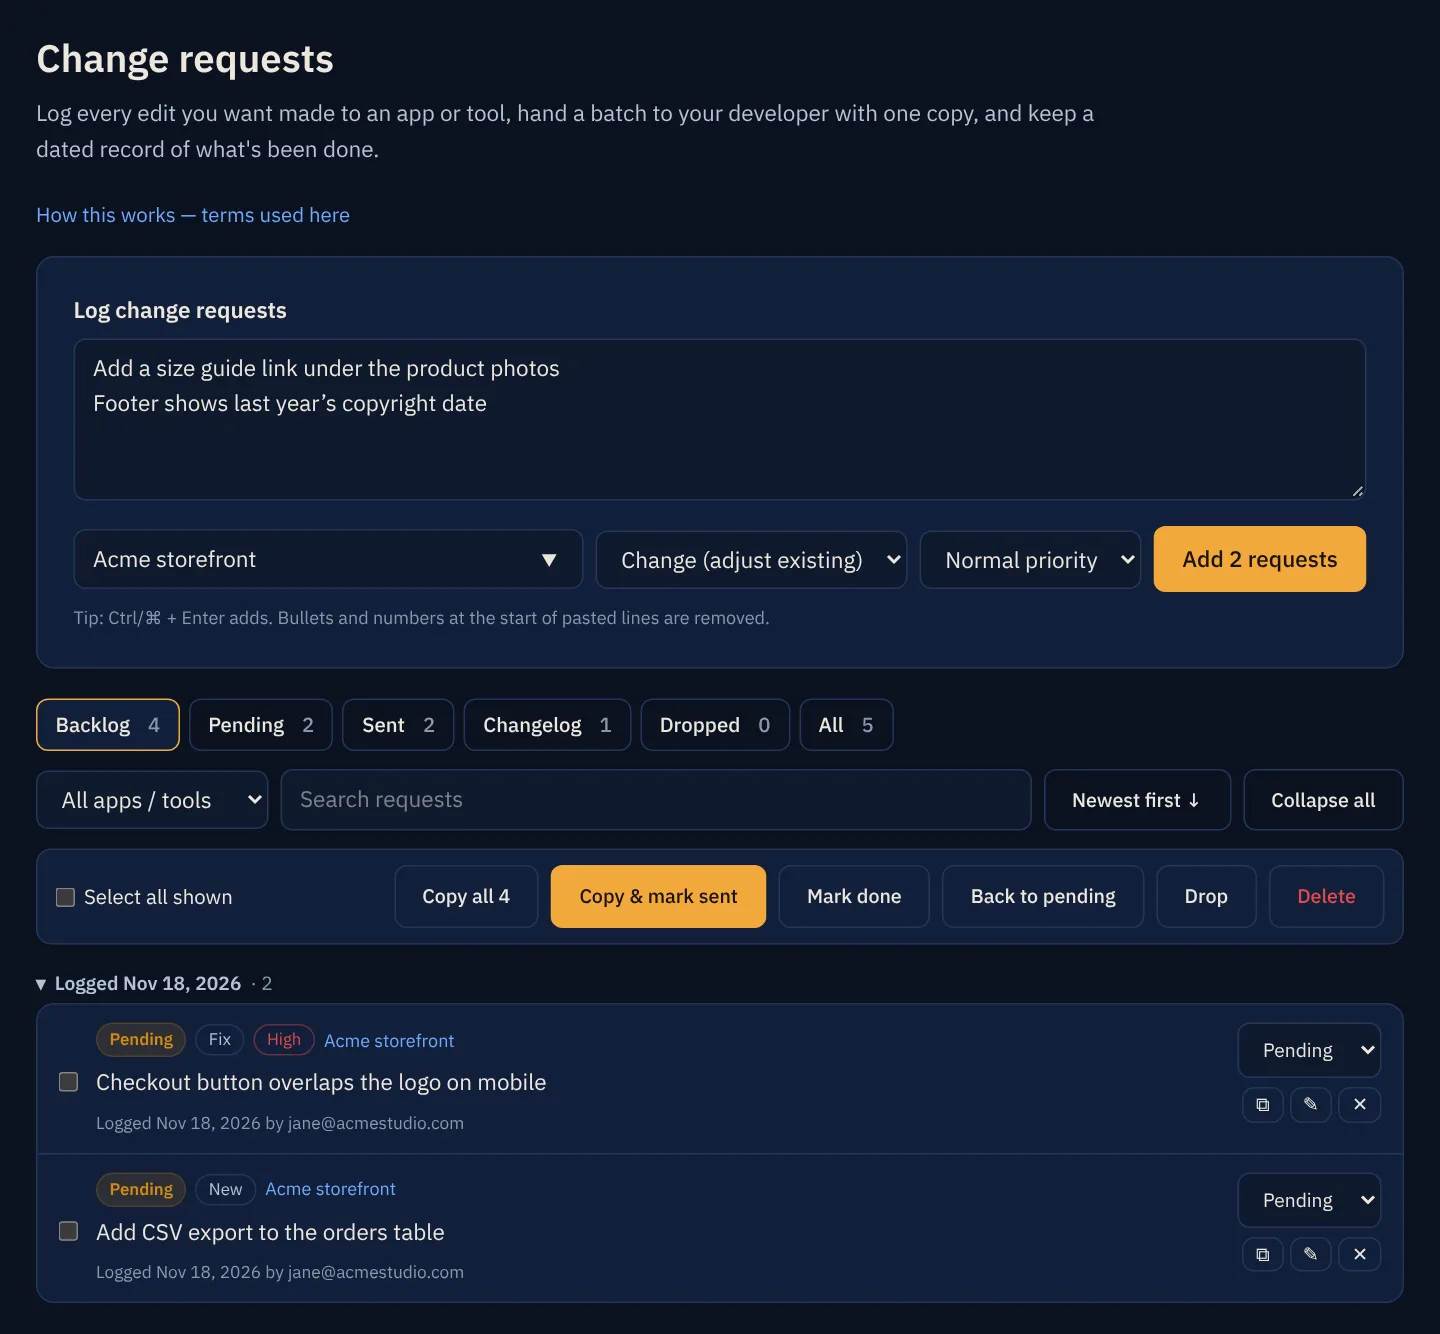 Change requests
Log every edit you want made to an app or tool, hand a batch to your developer with one copy, and keep a
dated record of what's been done.
How this works — terms used here
Log change requests
Add a size guide link under the product photos
Footer shows last year’s copyright date
Acme storefront ▼ Change (adjust existing) Normal priority Add 2 requests
Tip: Ctrl/⌘ + Enter adds. Bullets and numbers at the start of pasted lines are removed.
Backlog 4 Pending 2 Sent 2 Changelog 1 Dropped 0 All 5
All apps / tools Search requests Newest first ↓ Collapse all
Select all shown Copy all 4 Copy & mark sent Mark done Back to pending Drop Delete
▼ Logged Nov 18, 2026 · 2
Pending Fix High Acme storefront Pending
Checkout button overlaps the logo on mobile
Logged Nov 18, 2026 by jane@acmestudio.com
Pending New Acme storefront Pending
Add CSV export to the orders table
Logged Nov 18, 2026 by jane@acmestudio.com